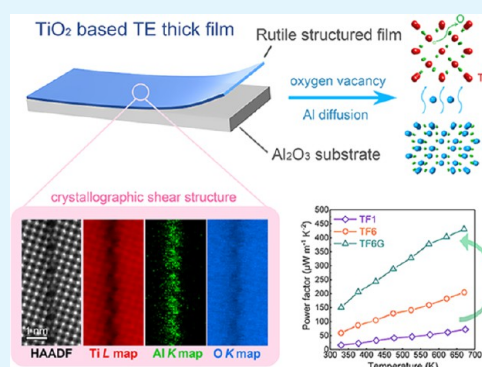 TiO2 based TE thick film
Rutile structured film
O
T
oxygen vacancy
Al diffusion
Al2O3 substrate
crystallographic shear structure
1 nm
HAADF
Ti L map
Al K map
O K map
Power factor (μW m-1 K-2)
450
400
350
300
250
200
150
100
50
0
TF1
TF6
TF6G
300 350 400 450 500 550 600 650 700
Temperature (K)